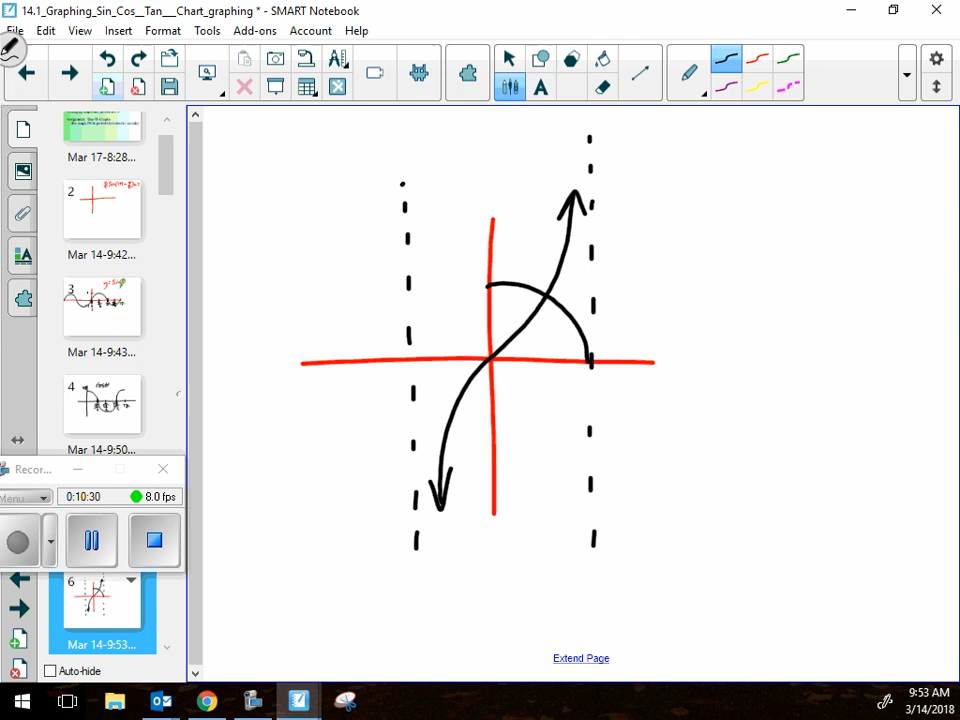 14.1_Graphing_Sin_Cos__Tan___Chart_graphing * - SMART Notebook
File Edit View Insert Format Tools Add-ons Account Help
Mar 17-8:28...
2
Mar 14-9:42...
3
Mar 14-9:43...
4
Mar 14-9:50...
Recor...
Menu
0:10:30
8.0 fps
6
Mar 14-9:53...
Auto-hide
Extend Page
9:53 AM
3/14/2018